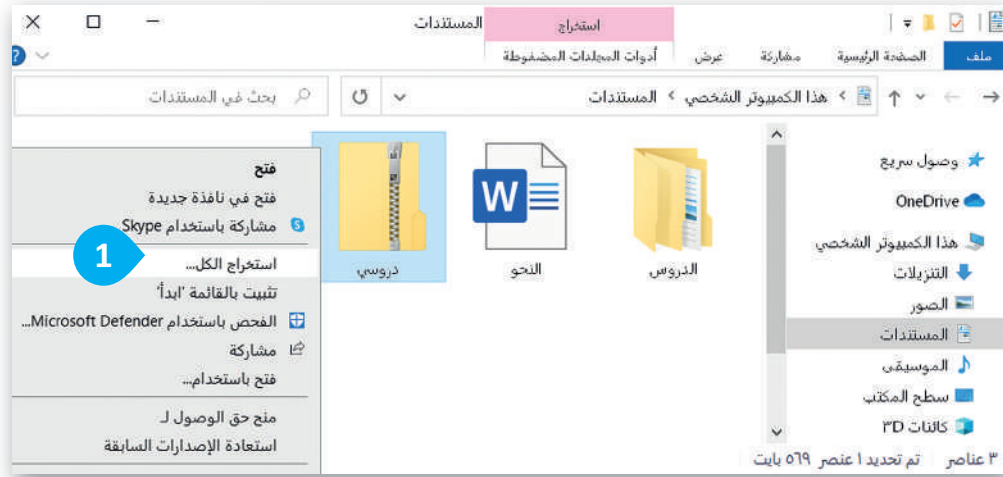 المستندات
استخراج
ملف
الصفحة الرئيسية
مشاركة
عرض
أدوات المجلدات المضغوطة
هذا الكمبيوتر الشخصي
المستندات
بحث في المستندات
وصول سريع
OneDrive
هذا الكمبيوتر الشخصي
التنزيلات
الصور
المستندات
الموسيقى
سطح المكتب
كائنات ٣D
الدروس
النحو
W
دروسي
فتح
فتح في نافذة جديدة
مشاركة باستخدام Skype
1
استخراج الكل...
تثبيت بالقائمة 'ابدأ'
الفحص باستخدام Microsoft Defender...
مشاركة
فتح باستخدام...
منح حق الوصول لـ
استعادة الإصدارات السابقة
٣ عناصر
تم تحديد ١ عنصر ٥٦٩ بايت